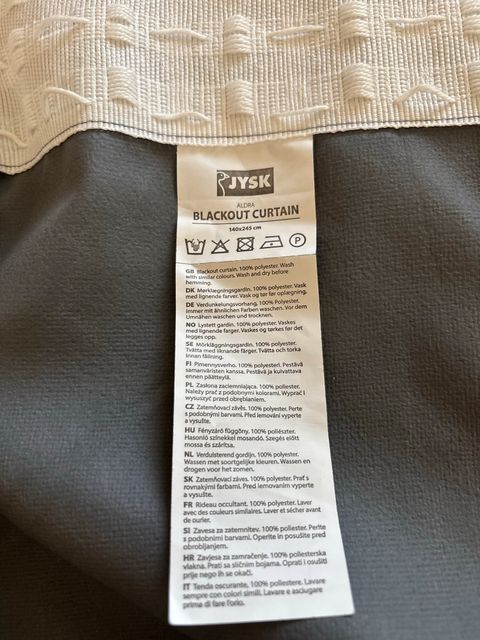 JYSK
ÄLDRA
BLACKOUT CURTAIN
140x245 cm
P
GB Blackout curtain. 100% polyester. Wash
with similar colours. Wash and dry before
hemming.
DK Mørklægningsgardin. 100% polyester. Vask
med lignende farver. Vask og tør før oplægning.
DE Verdunkelungsvorhang. 100% Polyester.
Immer mit ähnlichen Farben waschen. Vor dem
Umnähen waschen und trocknen.
NO Lystett gardin. 100% polyester. Vaskes
med lignende farger. Vaskes og tørkes før det
legges opp.
SE Mörkläggningsgardin. 100% polyester.
Tvätta med liknande färger. Tvätta och torka
innan fållning.
FI Pimennysverho. 100% polyesteri. Pestävä
samanväristen kanssa. Pestävä ja kuivattava
ennen päättelyä.
PL Zasłona zaciemniająca. 100% poliester.
Należy prać z podobnymi kolorami. Wyprać i
wysuszyć przed obrębianiem.
CZ Zatemňovací závěs. 100% polyester. Perte
s podobnými barvami. Před lemováním vyperte
a vysušte.
HU Fényzáró függöny. 100% poliészter.
Hasonló színekkel mosandó. Szegés előtt
mossa és szárítsa.
NL Verduisterend gordijn. 100% polyester.
Wassen met soortgelijke kleuren. Wassen en
drogen voor het zomen.
SK Zatemňovací záves. 100% polyester. Prať s
rovnakými farbami. Pred lemovaním vyperte
a vysušte.
FR Rideau occultant. 100% polyester. Laver
avec des couleurs similaires. Laver et sécher avant
de ourler.
SI Zavesa za zatemnitev. 100% poliester. Perite
s podobnimi barvami. Operite in posušite pred
obrobljanjem.
HR Zavjesa za zamračenje. 100% poliesterska
vlakna. Prati sa sličnim bojama. Oprati i osušiti
prije nego ih se okači.
IT Tenda oscurante. 100% poliestere. Lavare
sempre con colori simili. Lavare e asciugare
prima di fare l'orlo.